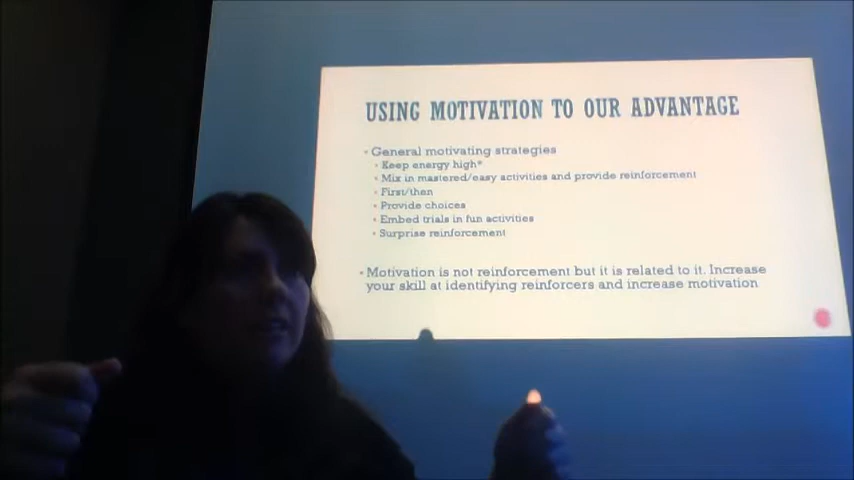 USING MOTIVATION TO OUR ADVANTAGE
• General motivating strategies
• Keep energy high*
• Mix in mastered/easy activities and provide reinforcement
• First/then
• Provide choices
• Embed trials in fun activities
• Surprise reinforcement
• Motivation is not reinforcement but it is related to it. Increase
your skill at identifying reinforcers and increase motivation